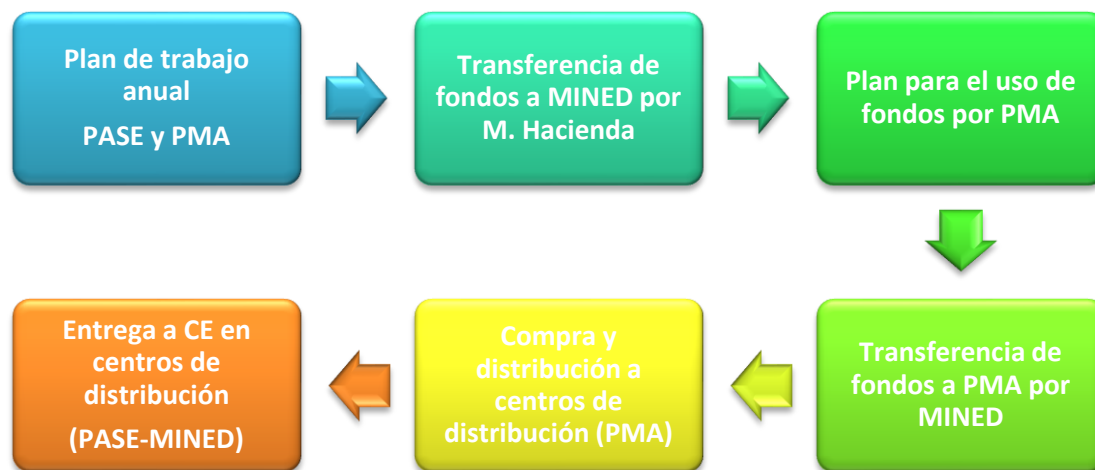 Plan de trabajo
anual
PASE y PMA
Transferencia de
fondos a MINED por
M. Hacienda
Plan para el uso de
fondos por PMA
Transferencia de
fondos a PMA por
MINED
Compra y
distribución a
centros de
distribución (PMA)
Entrega a CE en
centros de
distribución
(PASE-MINED)